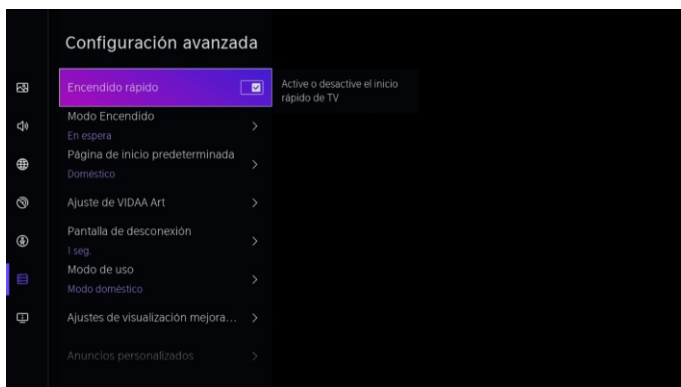 Configuración avanzada
Encendido rápido
Active o desactive el inicio
rápido de TV
Modo Encendido
En espera
Página de inicio predeterminada
Doméstico
Ajuste de VIDAA Art
Pantalla de desconexión
1 seg.
Modo de uso
Modo doméstico
Ajustes de visualización mejora...
Anuncios personalizados